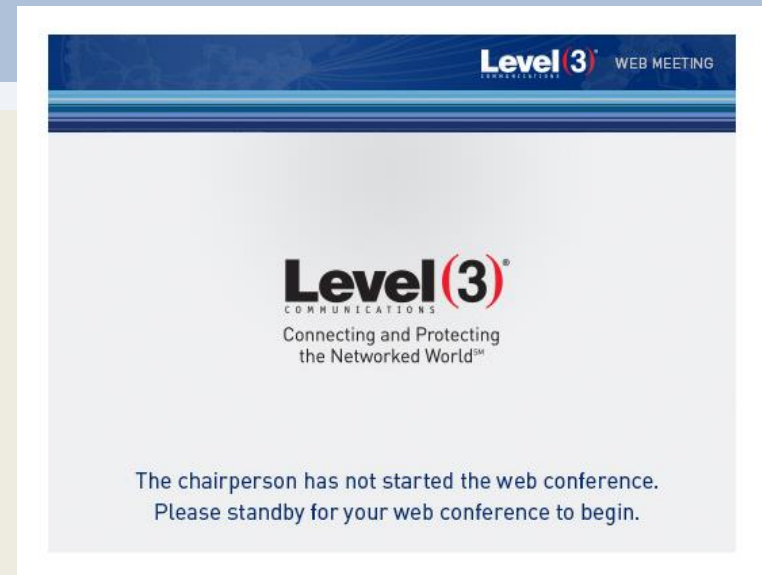 Level(3)® WEB MEETING
COMMUNICATIONS
Level(3)®
COMMUNICATIONS
Connecting and Protecting
the Networked World℠
The chairperson has not started the web conference.
Please standby for your web conference to begin.